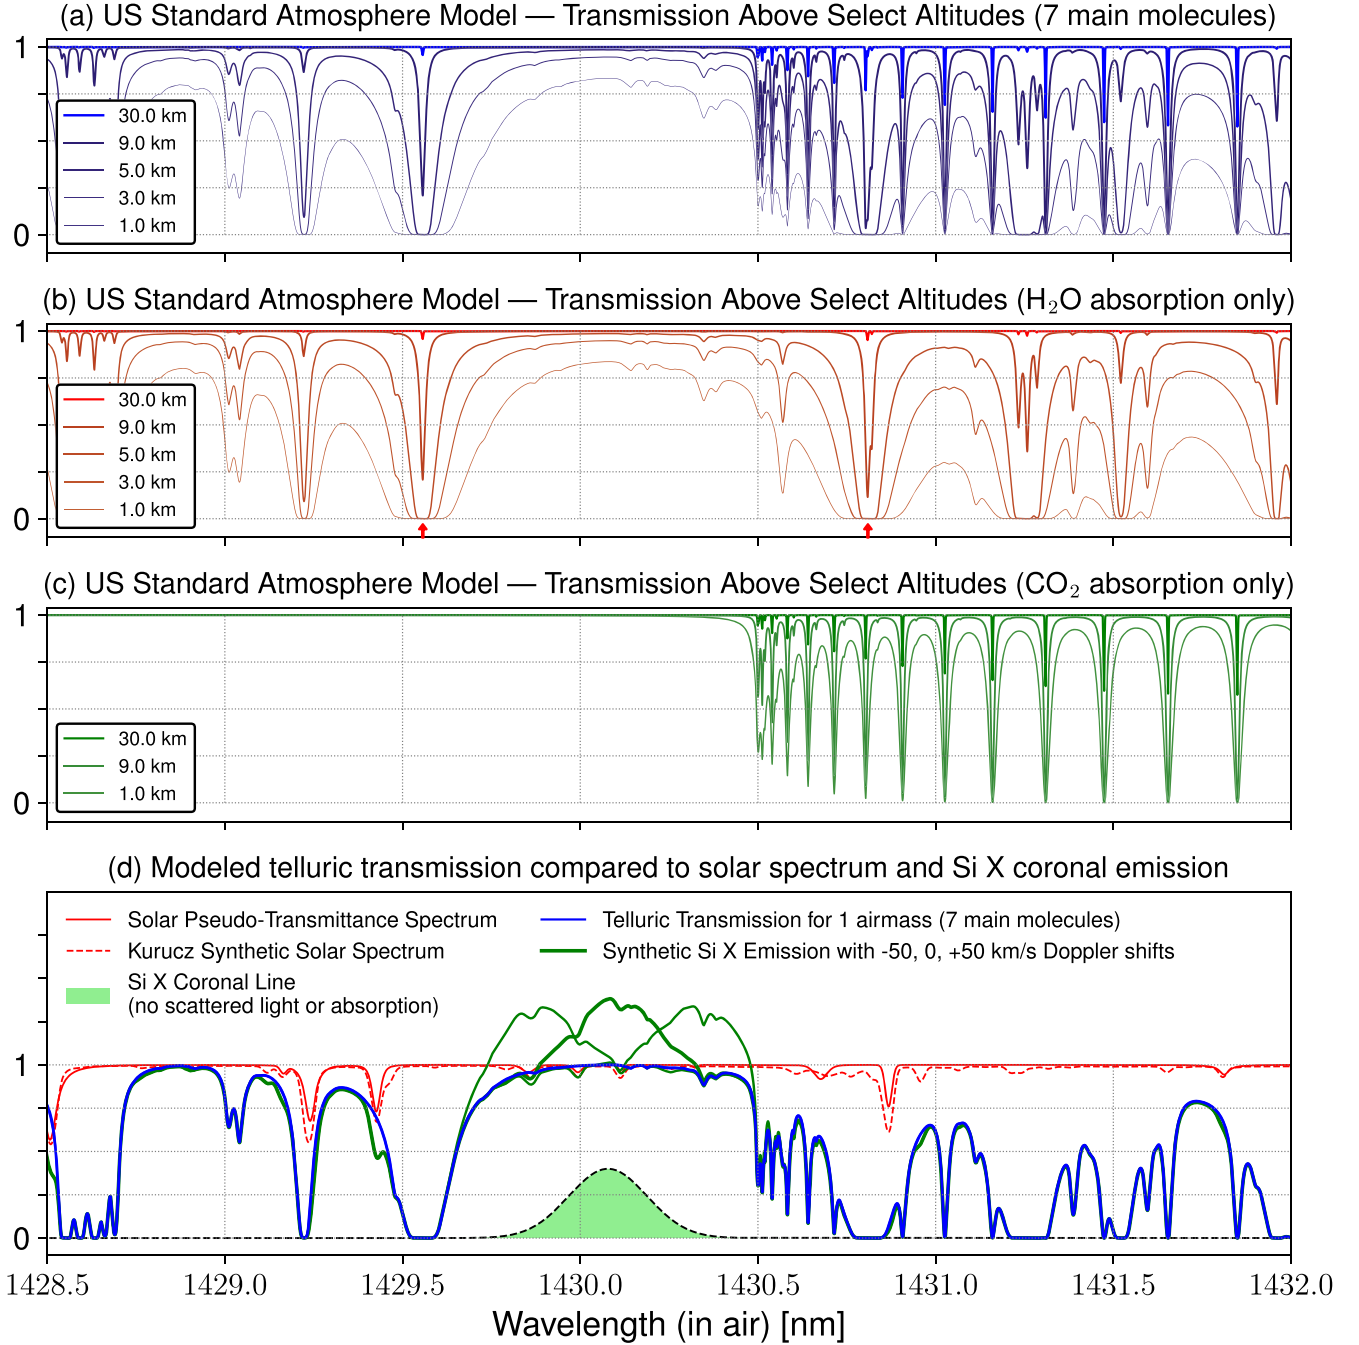 (a) US Standard Atmosphere Model — Transmission Above Select Altitudes (7 main molecules)
1
0
30.0 km
9.0 km
5.0 km
3.0 km
1.0 km
(b) US Standard Atmosphere Model — Transmission Above Select Altitudes (H₂O absorption only)
1
0
30.0 km
9.0 km
5.0 km
3.0 km
1.0 km
(c) US Standard Atmosphere Model — Transmission Above Select Altitudes (CO₂ absorption only)
1
0
30.0 km
9.0 km
1.0 km
(d) Modeled telluric transmission compared to solar spectrum and Si X coronal emission
Solar Pseudo-Transmittance Spectrum
Kurucz Synthetic Solar Spectrum
Si X Coronal Line
(no scattered light or absorption)
Telluric Transmission for 1 airmass (7 main molecules)
Synthetic Si X Emission with -50, 0, +50 km/s Doppler shifts
1
0
1428.5 1429.0 1429.5 1430.0 1430.5 1431.0 1431.5 1432.0
Wavelength (in air) [nm]